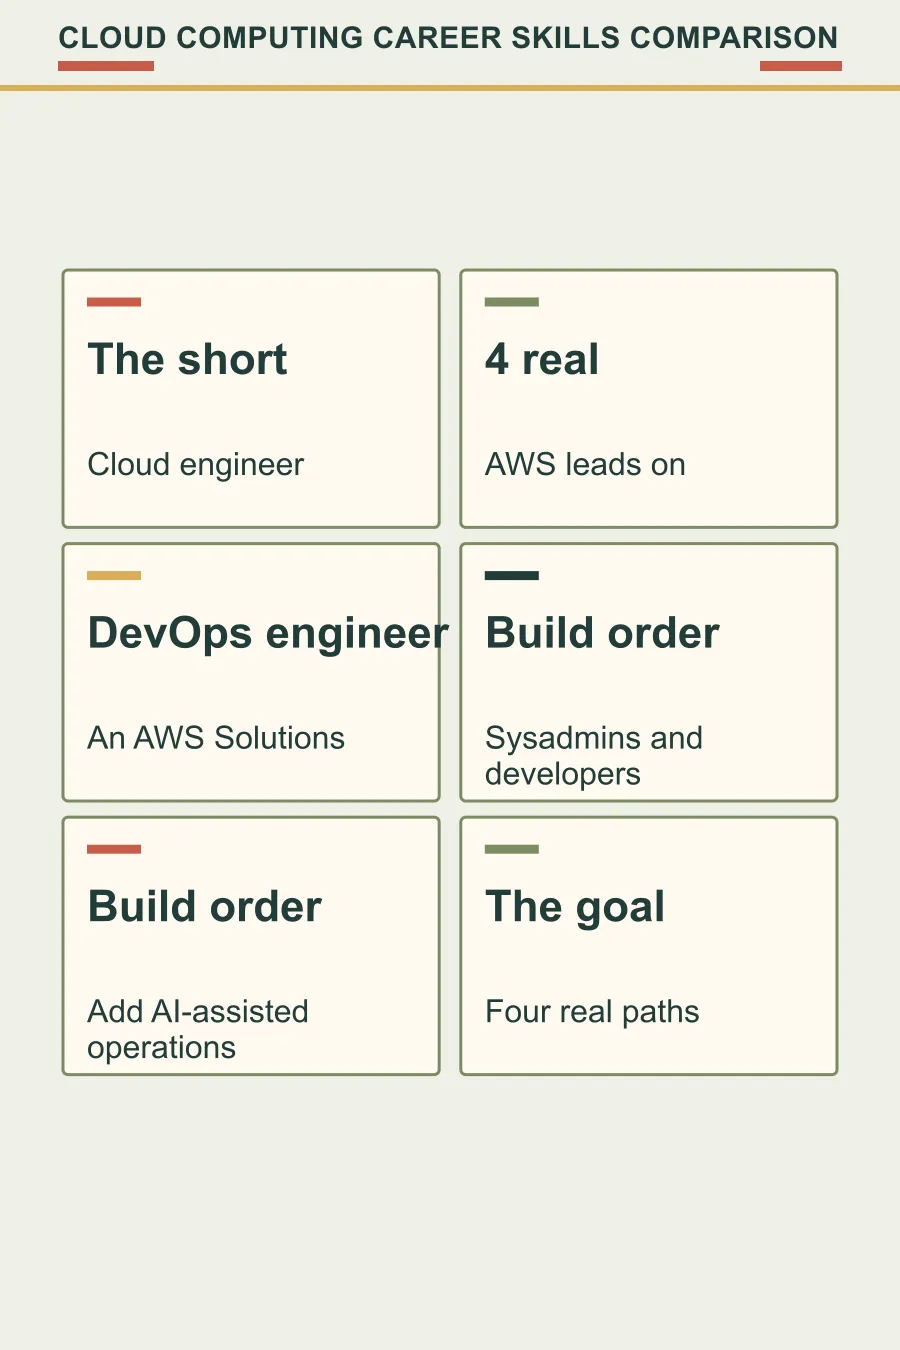 CLOUD COMPUTING CAREER SKILLS COMPARISON
The short
Cloud engineer
4 real
AWS leads on
DevOps engineer
An AWS Solutions
Build order
Sysadmins and
developers
Build order
Add AI-assisted
operations
The goal
Four real paths